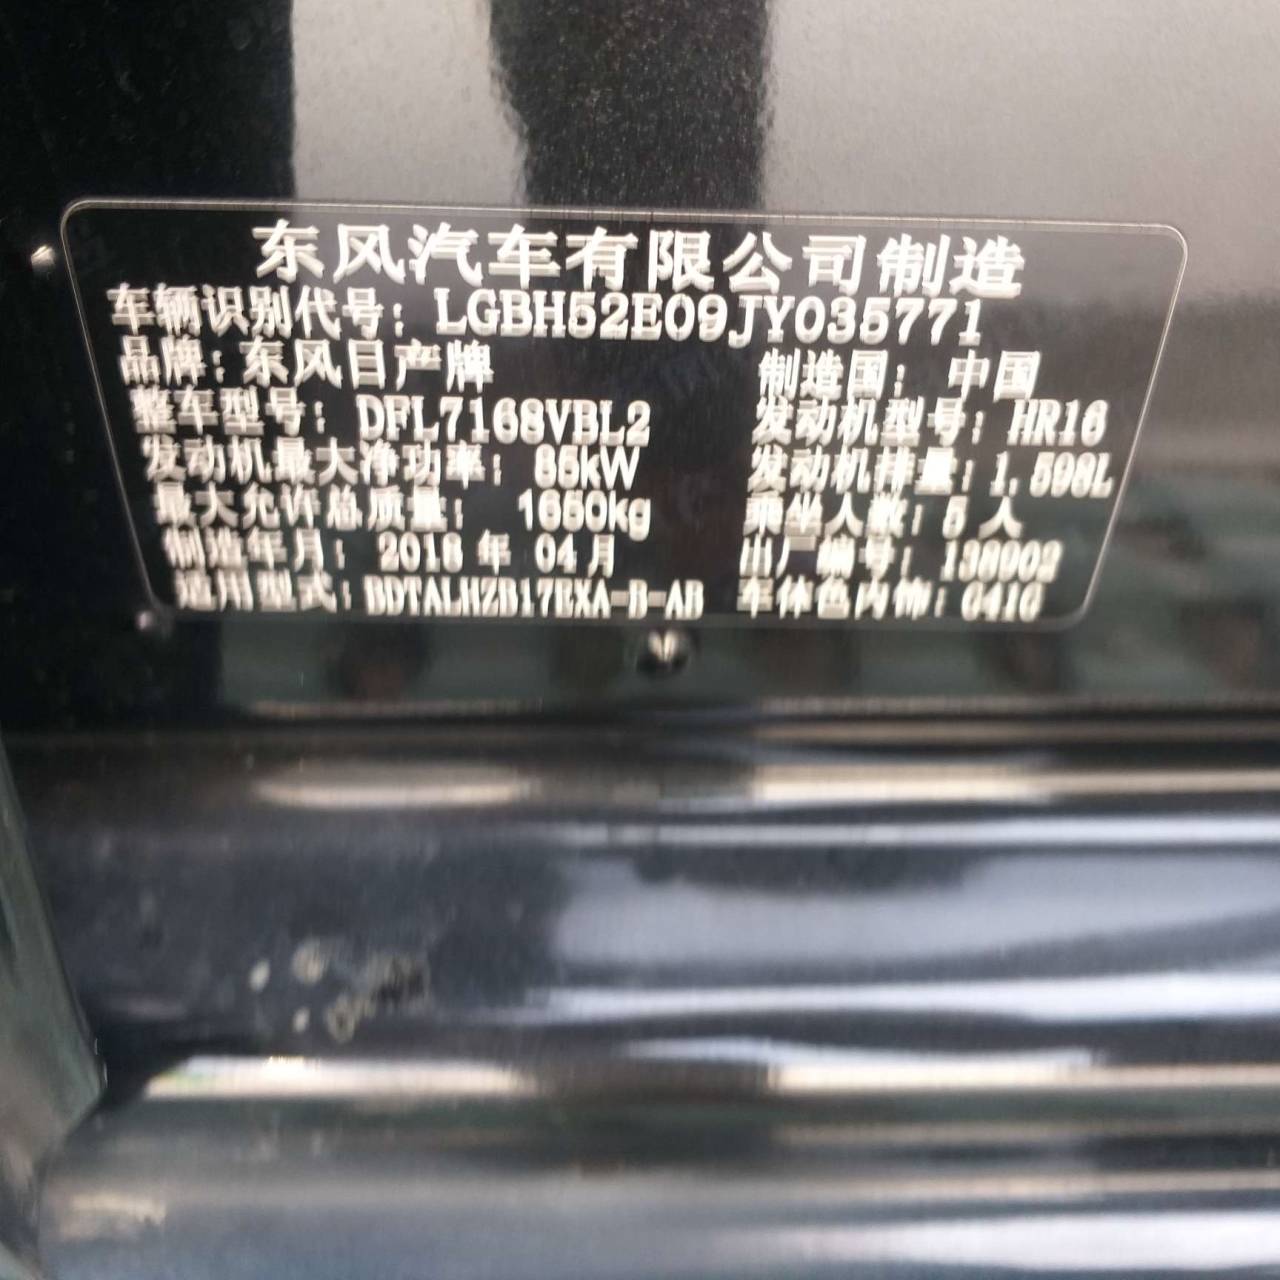 东风汽车有限公司制造
车辆识别代号: LGBH52E09JY035771
品牌: 东风日产牌 制造国: 中国
整车型号: DFL7168VBL2 发动机型号: HR16
发动机最大净功率: 85kW 发动机排量: 1.598L
最大允许总质量: 1650kg 乘坐人数: 5 人
制造年月: 2018 年 04 月 出厂编号: 138002
适用型式: BDTALHZB17EXA-B-AB 车体色内饰: